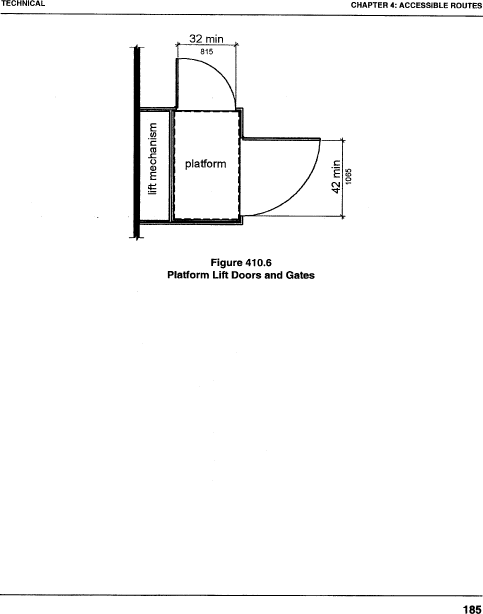 TECHNICAL
CHAPTER 4: ACCESSIBLE ROUTES
32 min
815
lift mechanism
platform
42 min
1065
Figure 410.6
Platform Lift Doors and Gates
185